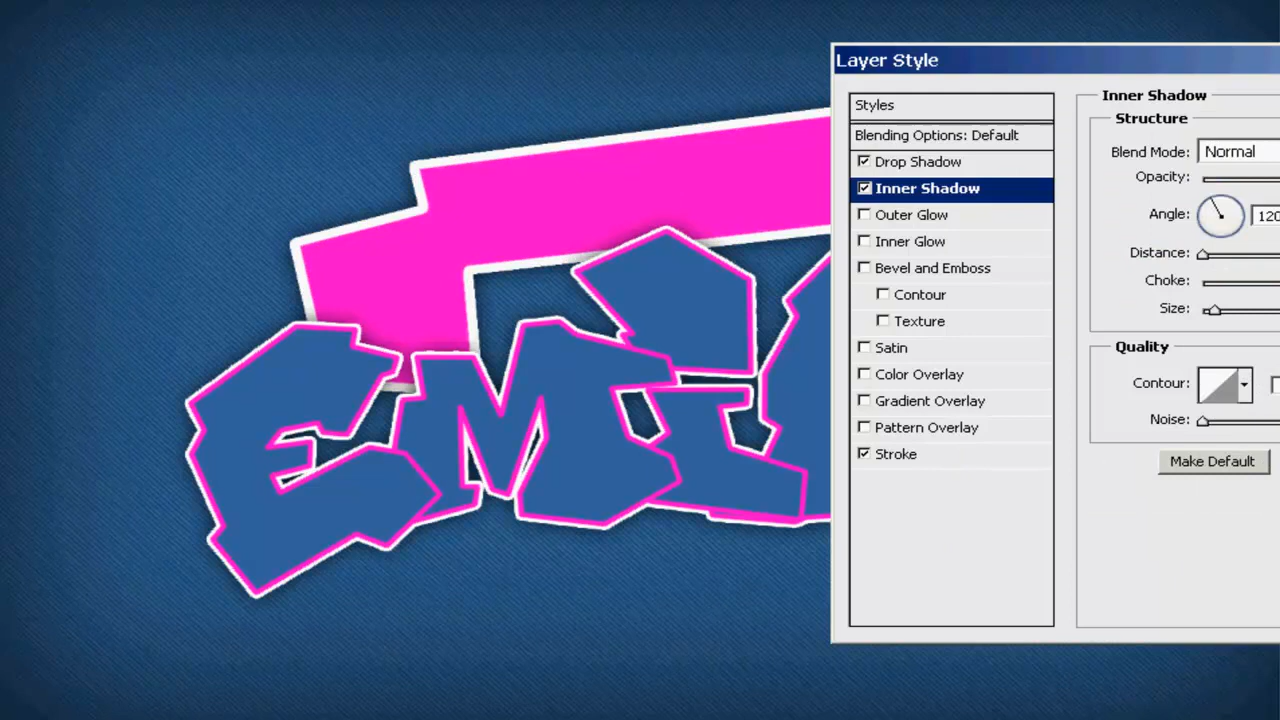 Layer Style
Styles
Blending Options: Default
Drop Shadow
Inner Shadow
Outer Glow
Inner Glow
Bevel and Emboss
Contour
Texture
Satin
Color Overlay
Gradient Overlay
Pattern Overlay
Stroke
Inner Shadow
Structure
Blend Mode: Normal
Opacity:
Angle: 120
Distance:
Choke:
Size:
Quality
Contour:
Noise:
Make Default
EMI